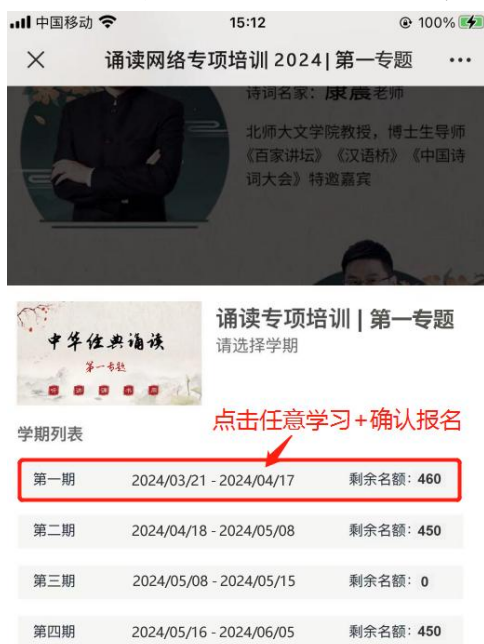 中国移动 15:12 100%
诵读网络专项培训 2024|第一专题
诗词名家：康震老师
北师大文学院教授，博士生导师
《百家讲坛》《汉语桥》《中国诗
词大会》特邀嘉宾
中华经典诵读
第一专题
诵读专项培训 | 第一专题
请选择学期
点击任意学习+确认报名
学期列表
第一期 2024/03/21 - 2024/04/17 剩余名额：460
第二期 2024/04/18 - 2024/05/08 剩余名额：450
第三期 2024/05/08 - 2024/05/15 剩余名额：0
第四期 2024/05/16 - 2024/06/05 剩余名额：450